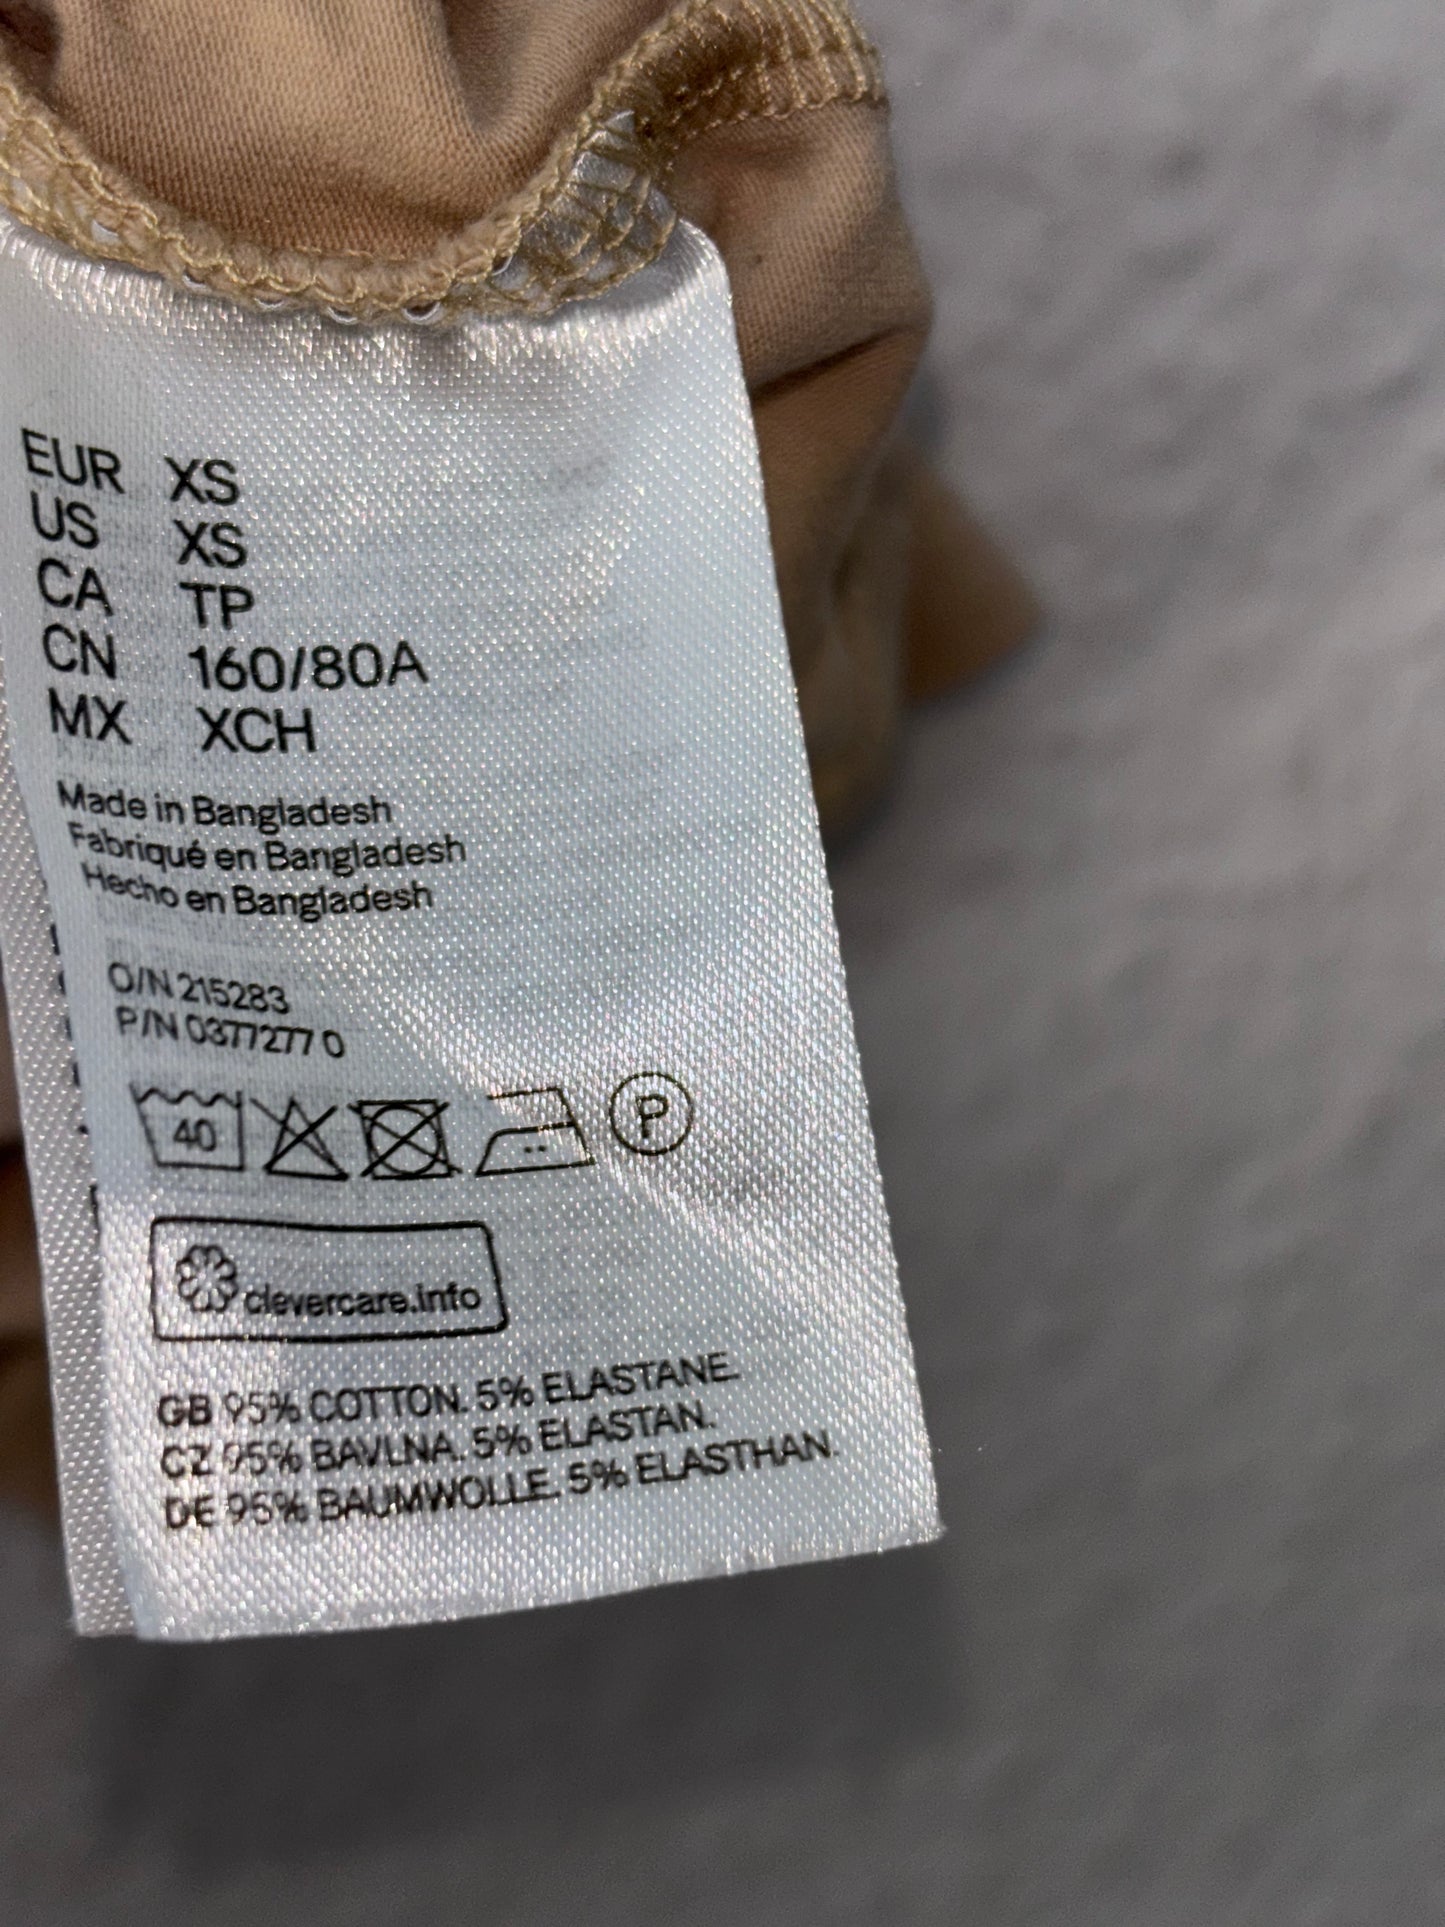 EUR XS
US XS
CA TP
CN 160/80A
MX XCH
Made in Bangladesh
Fabriqué en Bangladesh
Hecho en Bangladesh
O/N 215283
P/N 0377277 0
40 P
clevercare.info
GB 95% COTTON. 5% ELASTANE.
CZ 95% BAVLNA. 5% ELASTAN.
DE 95% BAUMWOLLE. 5% ELASTHAN.